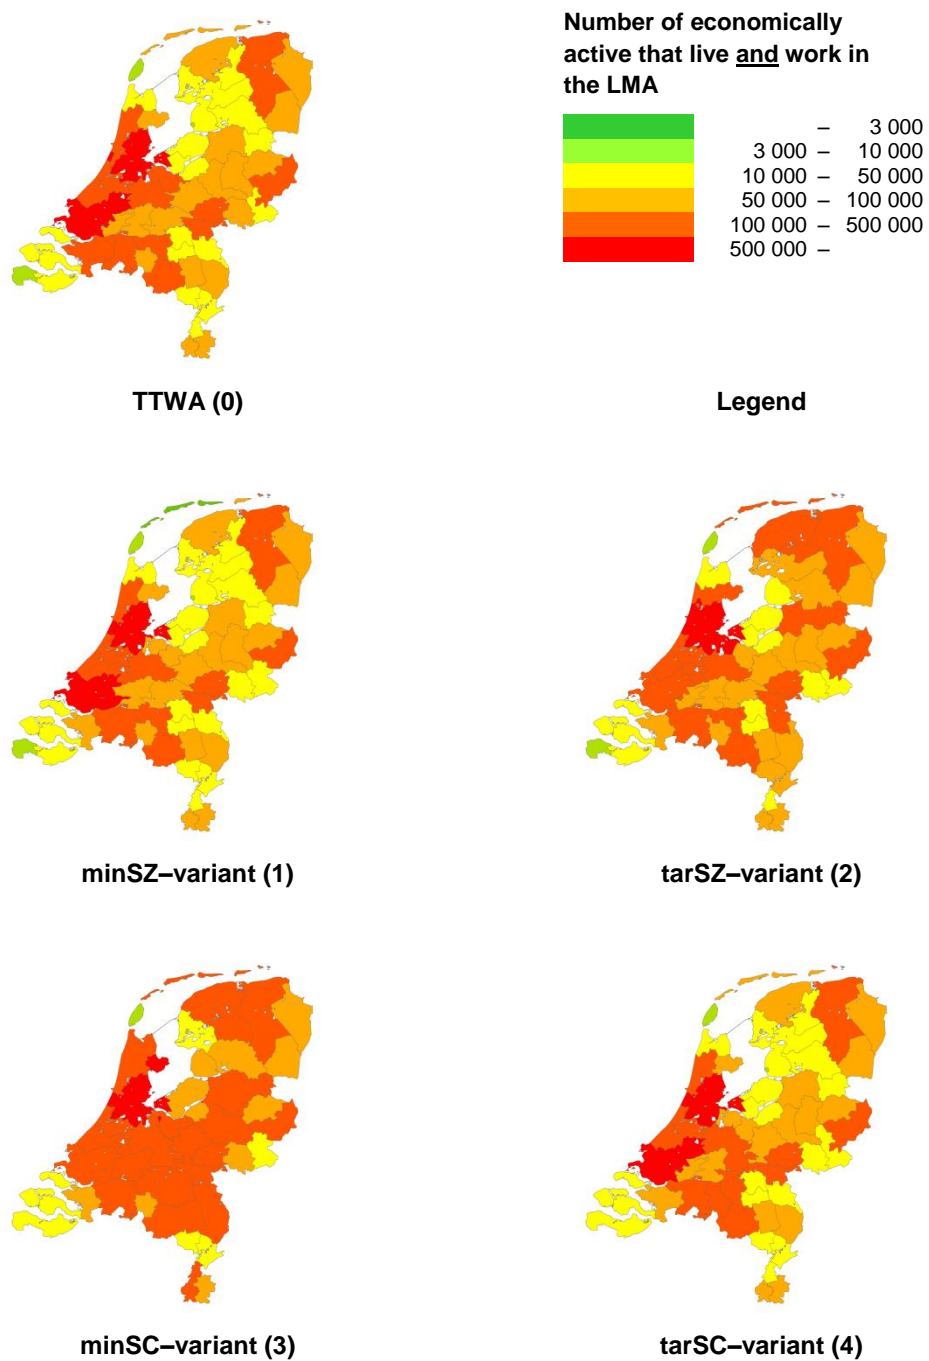 Number of economically
active that live and work in
the LMA
– 3 000
3 000 – 10 000
10 000 – 50 000
50 000 – 100 000
100 000 – 500 000
500 000 –
TTWA (0)
Legend
minSZ–variant (1)
tarSZ–variant (2)
minSC–variant (3)
tarSC–variant (4)